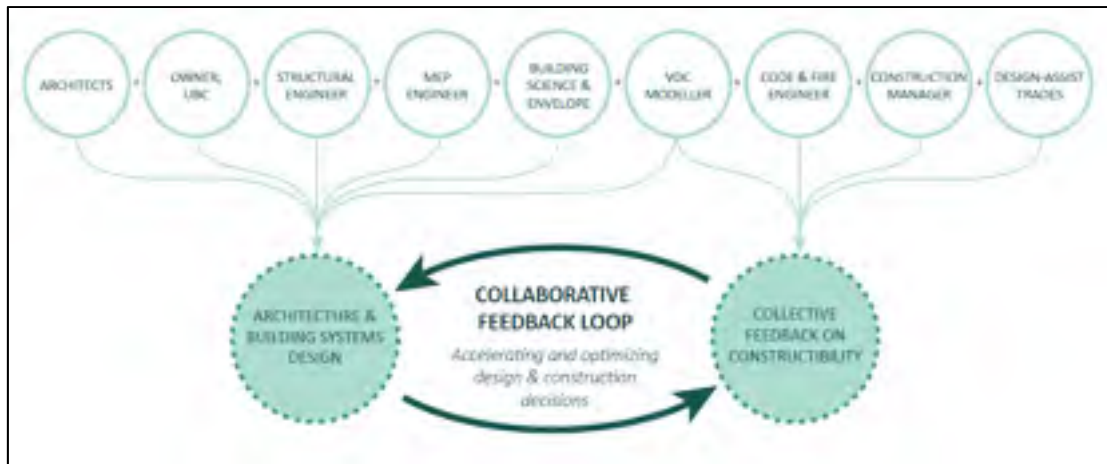 ARCHITECTS
OWNER,
UBC
STRUCTURAL
ENGINEER
MEP
ENGINEER
BUILDING
SCIENCE &
ENVELOPE
VDC
MODELLER
CODE & FIRE
ENGINEER
CONSTRUCTION
MANAGER
DESIGN-ASSIST
TRADES
ARCHITECTURE &
BUILDING SYSTEMS
DESIGN
COLLABORATIVE
FEEDBACK LOOP
Accelerating and optimizing
design & construction
decisions
COLLECTIVE
FEEDBACK ON
CONSTRUCTIBILITY